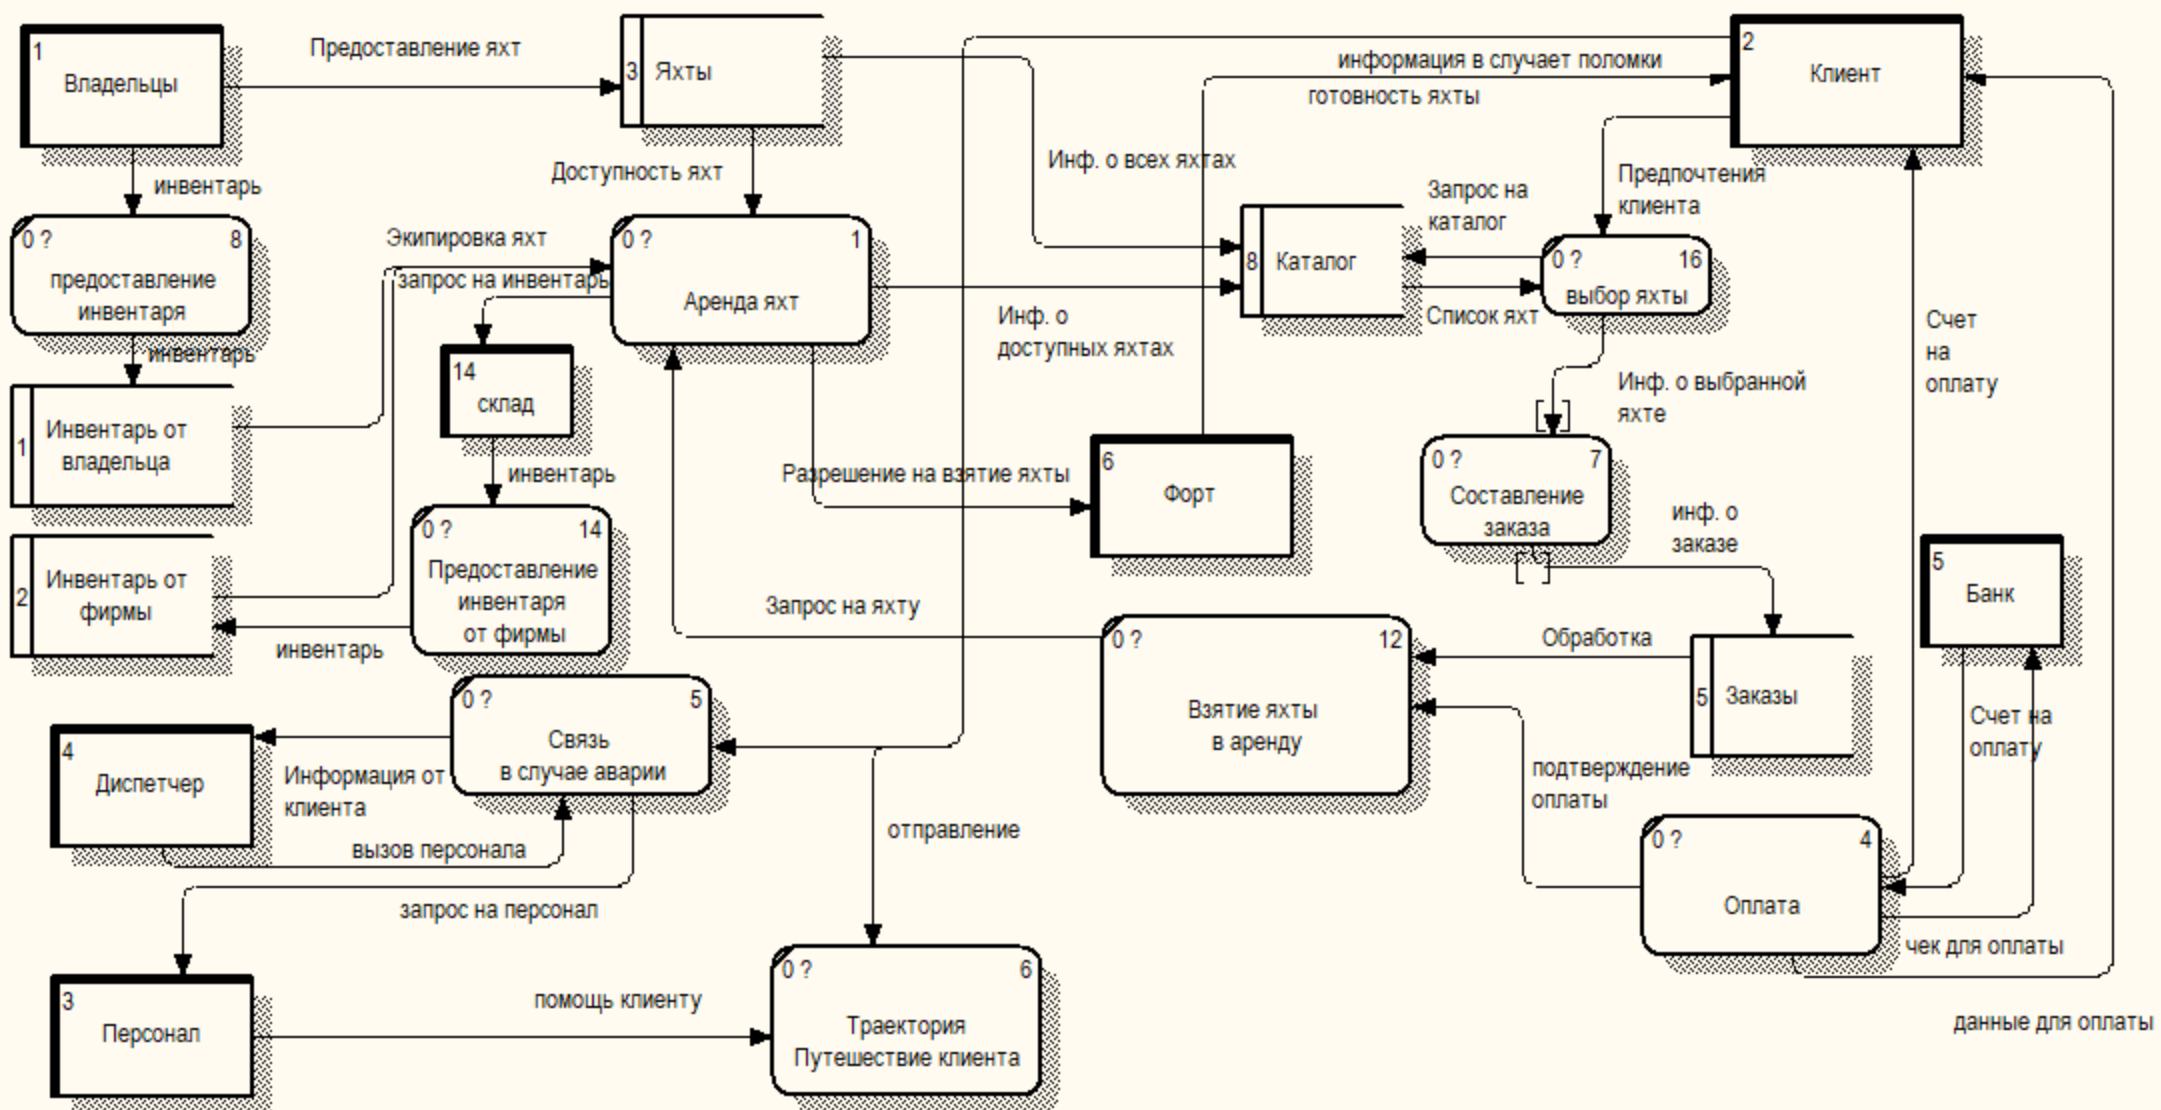 1
Владельцы
Предоставление яхт
3
Яхты
2
Клиент
информация в случает поломки
готовность яхты
инвентарь
Доступность яхт
Инф. о всех яхтах
Предпочтения
клиента
Запрос на
каталог
0 ?
8
предоставление
инвентаря
Экипировка яхт
запрос на инвентарь
0 ?
1
Аренда яхт
8
Каталог
0 ?
16
выбор яхты
Список яхт
Инф. о
доступных яхтах
Счет
на
оплату
инвентарь
14
склад
Инф. о выбранной
яхте
1
Инвентарь от
владельца
инвентарь
Разрешение на взятие яхты
6
Форт
0 ?
7
Составление
заказа
инф. о
заказе
2
Инвентарь от
фирмы
0 ?
14
Предоставление
инвентаря
от фирмы
инвентарь
5
Банк
Запрос на яхту
0 ?
12
Взятие яхты
в аренду
Обработка
5
Заказы
Счет на
оплату
0 ?
5
Связь
в случае аварии
4
Диспетчер
Информация от
клиента
вызов персонала
запрос на персонал
отправление
подтверждение
оплаты
0 ?
4
Оплата
чек для оплаты
данные для оплаты
3
Персонал
помощь клиенту
0 ?
6
Траектория
Путешествие клиента